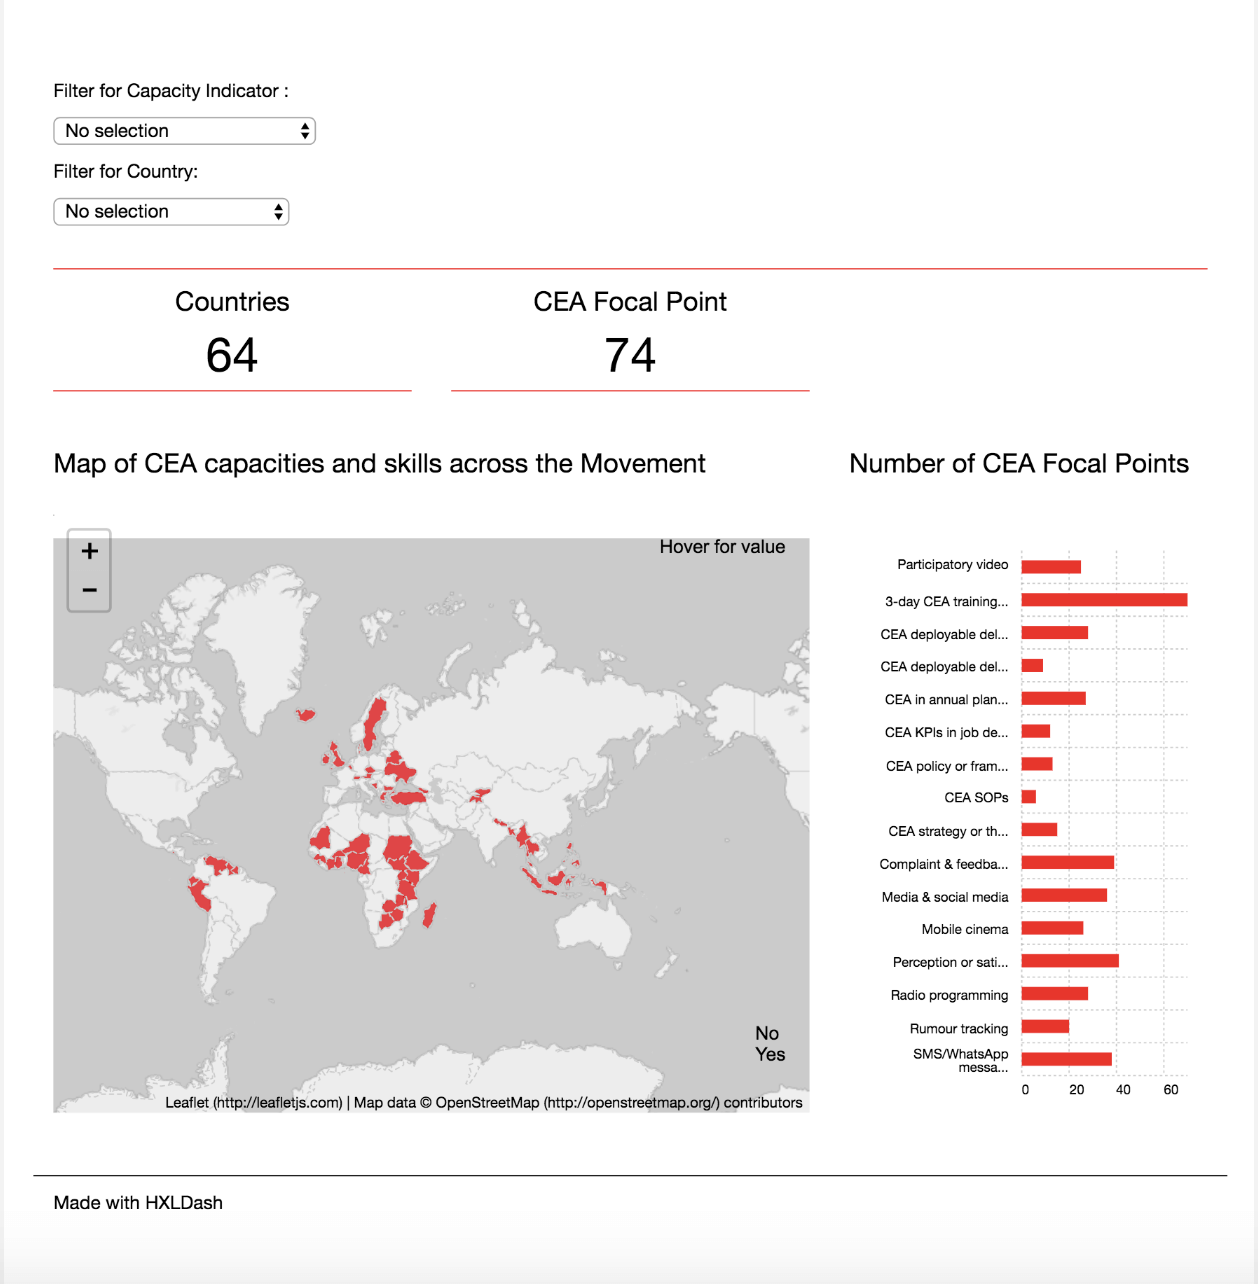 Filter for Capacity Indicator :
No selection
Filter for Country:
No selection
Countries
64
CEA Focal Point
74
Map of CEA capacities and skills across the Movement
+
−
Hover for value
No
Yes
Leaflet (http://leafletjs.com) | Map data © OpenStreetMap (http://openstreetmap.org/) contributors
Number of CEA Focal Points
Participatory video
3-day CEA training...
CEA deployable del...
CEA deployable del...
CEA in annual plan...
CEA KPIs in job de...
CEA policy or fram...
CEA SOPs
CEA strategy or th...
Complaint & feedba...
Media & social media
Mobile cinema
Perception or sati...
Radio programming
Rumour tracking
SMS/WhatsApp
messa...
0 20 40 60
Made with HXLDash